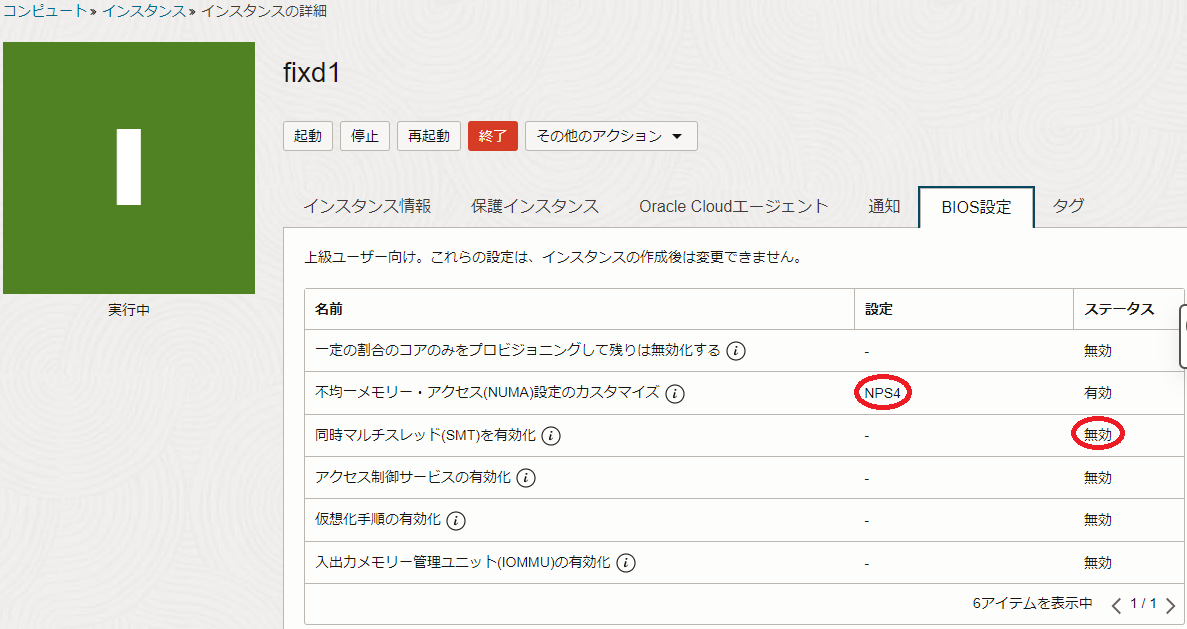 コンピュート » インスタンス » インスタンスの詳細
fixd1
起動 停止 再起動 終了 その他のアクション
インスタンス情報 保護インスタンス Oracle Cloudエージェント 通知 BIOS設定 タグ
上級ユーザー向け。これらの設定は、インスタンスの作成後は変更できません。
実行中
名前 設定 ステータス
一定の割合のコアのみをプロビジョニングして残りは無効化する i - 無効
不均一メモリー・アクセス(NUMA)設定のカスタマイズ i NPS4 有効
同時マルチスレッド(SMT)を有効化 i - 無効
アクセス制御サービスの有効化 i - 無効
仮想化手順の有効化 i - 無効
入出力メモリー管理ユニット(IOMMU)の有効化 i - 無効
6アイテムを表示中 1 / 1